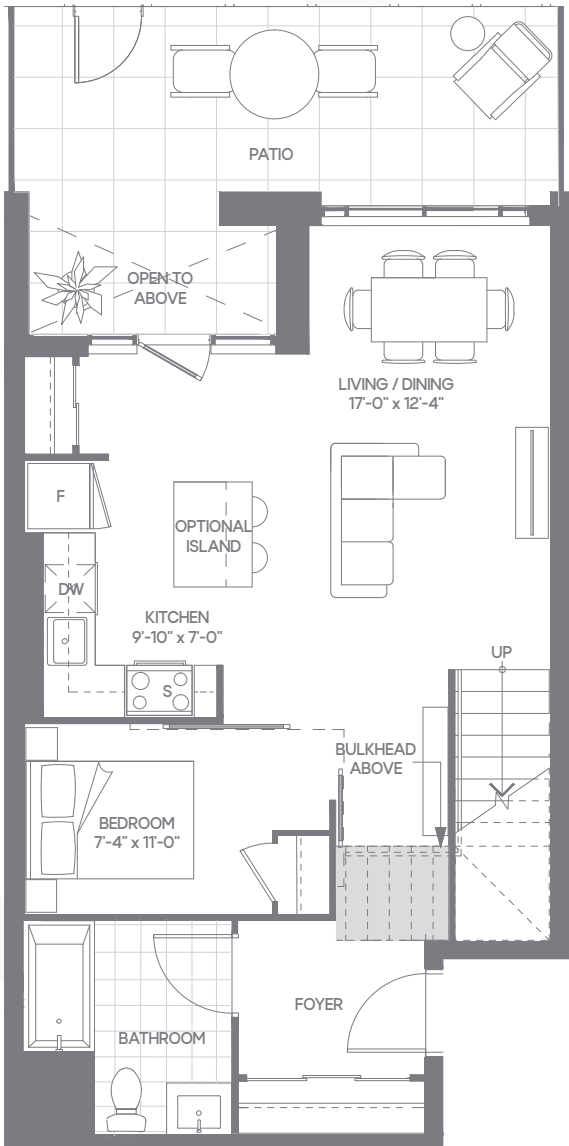 PATIO
OPEN TO
ABOVE
LIVING / DINING
17'-0" x 12'-4"
F
OPTIONAL
ISLAND
DW
KITCHEN
9'-10" x 7'-0"
UP
S
BULKHEAD
ABOVE
BEDROOM
7'-4" x 11'-0"
FOYER
BATHROOM